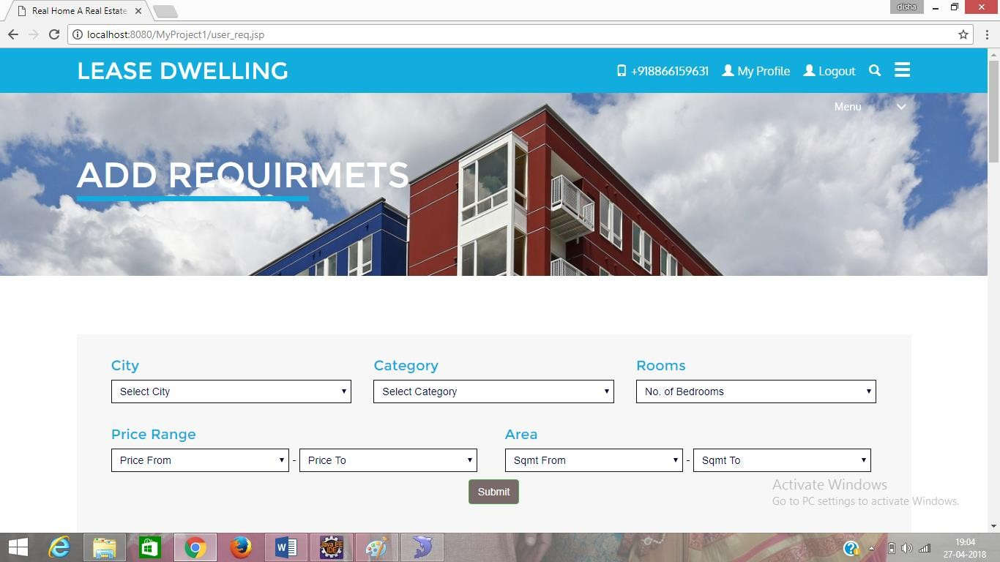 Real Home A Real Estate
disha
localhost:8080/MyProject1/user_req.jsp
LEASE DWELLING
+918866159631 My Profile Logout
Menu
ADD REQUIRMETS
City Category Rooms
Select City Select Category No. of Bedrooms
Price Range Area
Price From - Price To Sqmt From - Sqmt To
Submit
Activate Windows
Go to PC settings to activate Windows.
Java EE
IDE
19:04
27-04-2018